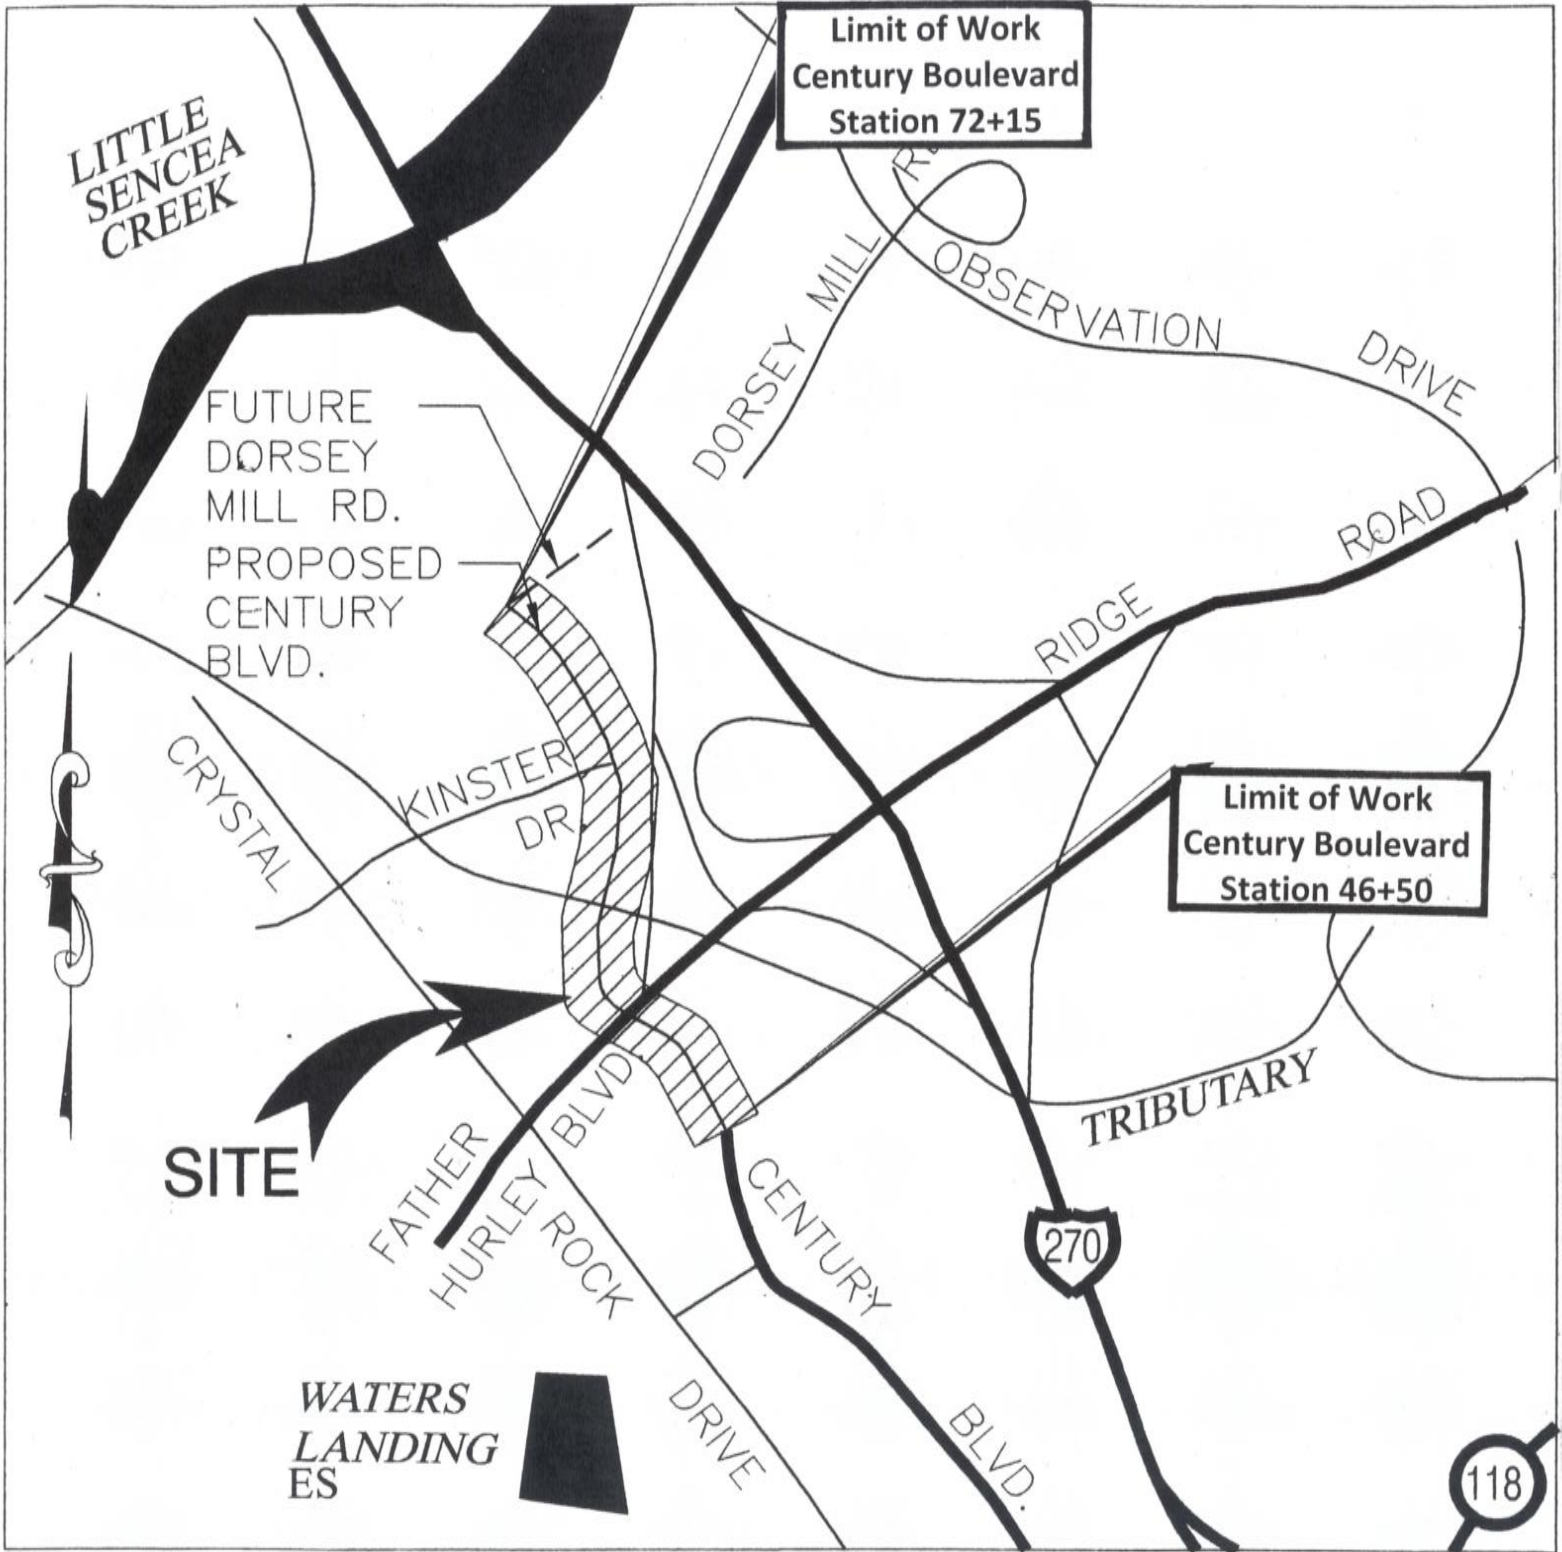 Limit of Work
Century Boulevard
Station 72+15
LITTLE
SENCEA
CREEK
DORSEY MILL
OBSERVATION DRIVE
FUTURE
DORSEY
MILL RD.
PROPOSED
CENTURY
BLVD.
RIDGE ROAD
KINSTER
DR.
CRYSTAL ROCK DRIVE
Limit of Work
Century Boulevard
Station 46+50
TRIBUTARY
SITE
FATHER
HURLEY BLVD.
CENTURY BLVD.
270
WATERS
LANDING
ES
118